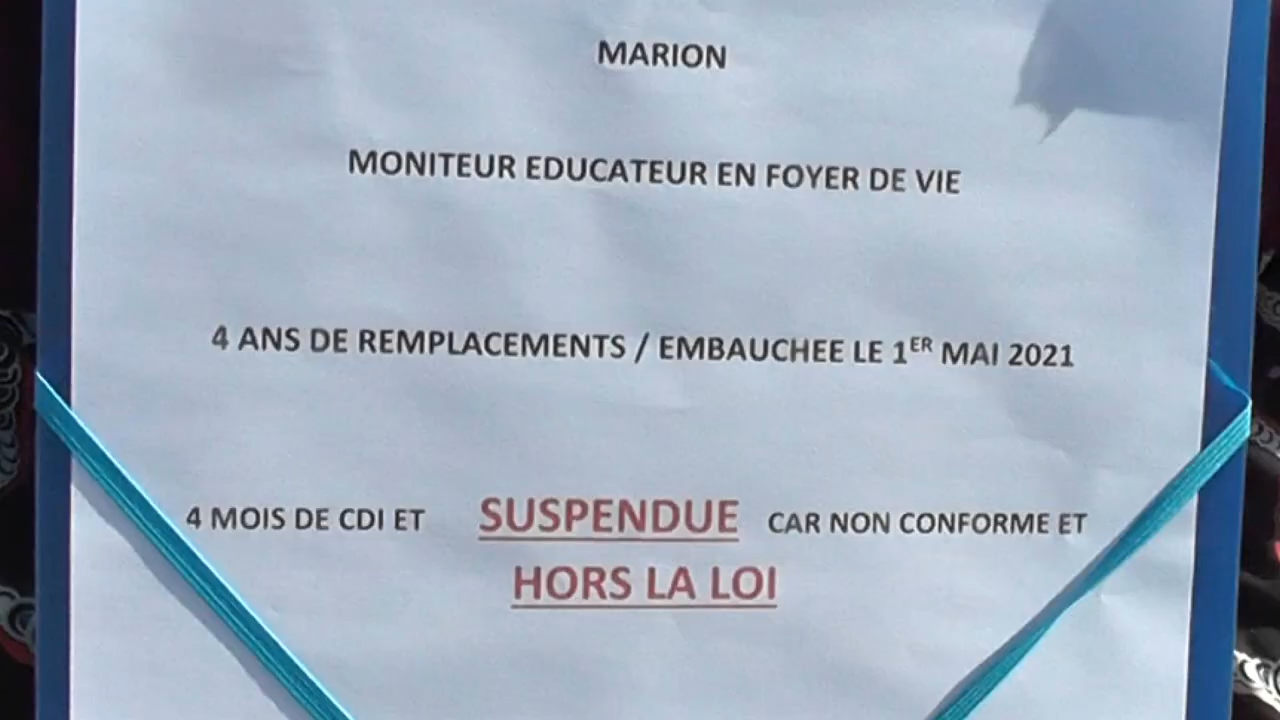 MARION
MONITEUR EDUCATEUR EN FOYER DE VIE
4 ANS DE REMPLACEMENTS / EMBAUCHEE LE 1ER MAI 2021
4 MOIS DE CDI ET SUSPENDUE CAR NON CONFORME ET
HORS LA LOI